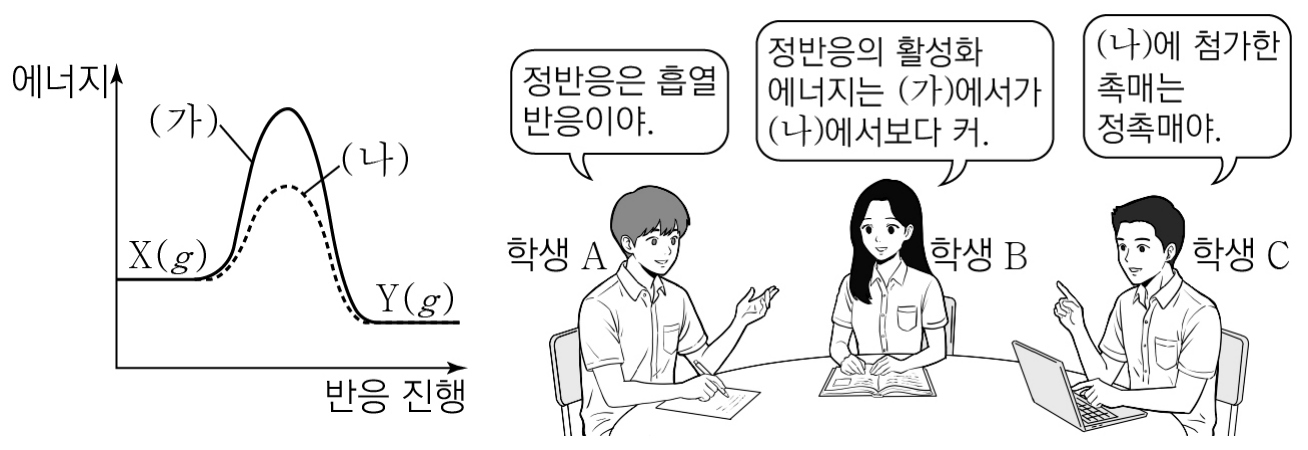 에너지
(가)
(나)
X(g)
Y(g)
반응 진행
정반응은 흡열
반응이야.
학생 A
정반응의 활성화
에너지는 (가)에서가
(나)에서보다 커.
학생 B
(나)에 첨가한
촉매는
정촉매야.
학생 C